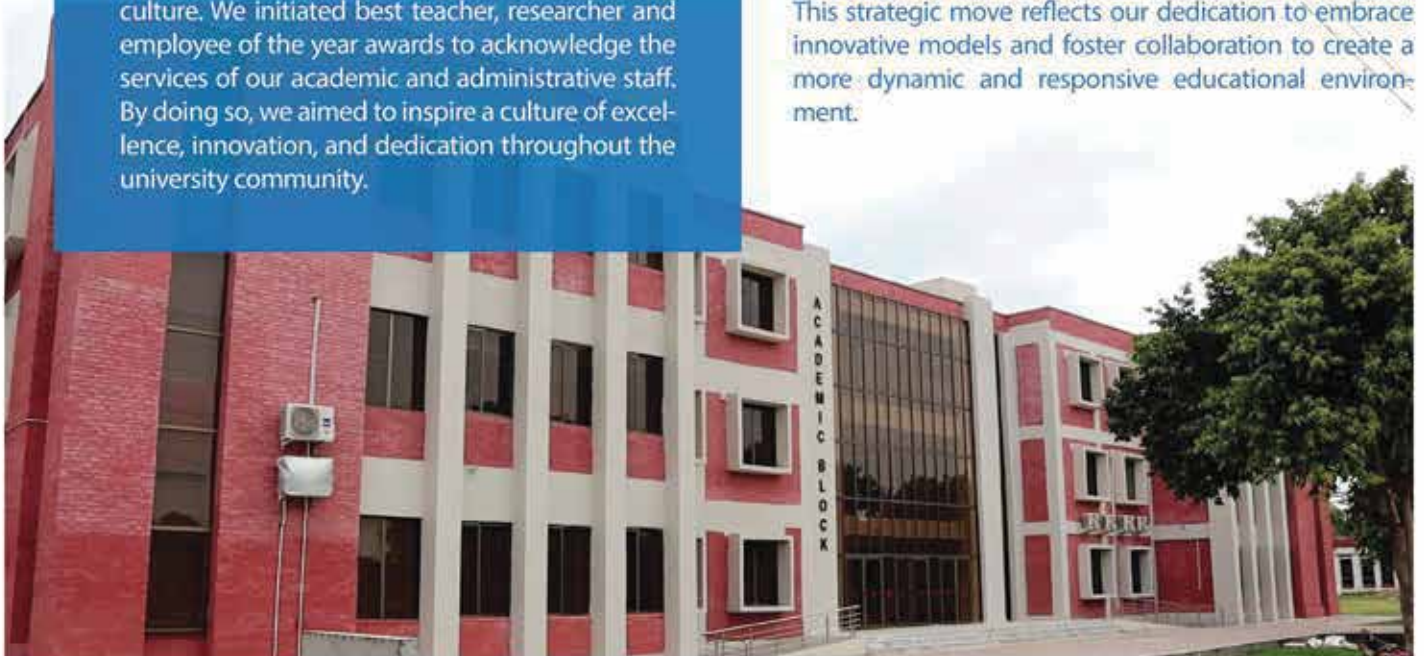 culture. We initiated best teacher, researcher and
employee of the year awards to acknowledge the
services of our academic and administrative staff.
By doing so, we aimed to inspire a culture of excel-
lence, innovation, and dedication throughout the
university community.
This strategic move reflects our dedication to embrace
innovative models and foster collaboration to create a
more dynamic and responsive educational environ-
ment.
ACADEMIC BLOCK